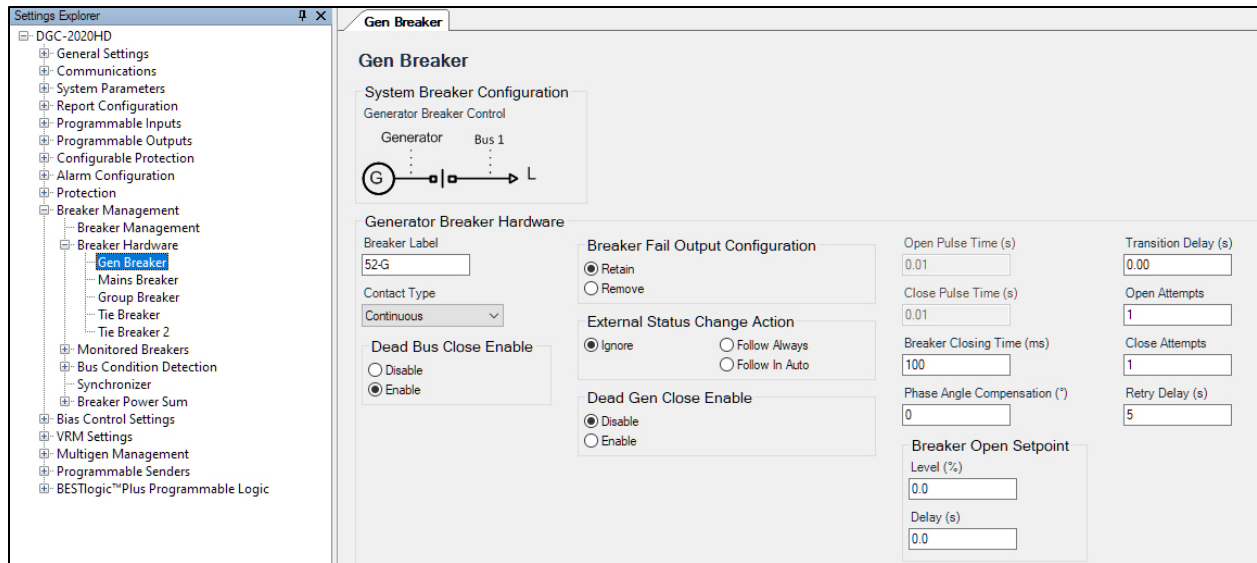 Settings Explorer
DGC-2020HD
General Settings
Communications
System Parameters
Report Configuration
Programmable Inputs
Programmable Outputs
Configurable Protection
Alarm Configuration
Protection
Breaker Management
Breaker Management
Breaker Hardware
Gen Breaker
Mains Breaker
Group Breaker
Tie Breaker
Tie Breaker 2
Monitored Breakers
Bus Condition Detection
Synchronizer
Breaker Power Sum
Bias Control Settings
VRM Settings
Multigen Management
Programmable Senders
BESTlogic™Plus Programmable Logic
Gen Breaker
Gen Breaker
System Breaker Configuration
Generator Breaker Control
Generator Bus 1
G L
Generator Breaker Hardware
Breaker Label
52-G
Contact Type
Continuous
Dead Bus Close Enable
Disable
Enable
Breaker Fail Output Configuration
Retain
Remove
External Status Change Action
Ignore Follow Always
Follow In Auto
Dead Gen Close Enable
Disable
Enable
Open Pulse Time (s)
0.01
Close Pulse Time (s)
0.01
Breaker Closing Time (ms)
100
Phase Angle Compensation (°)
0
Breaker Open Setpoint
Level (%)
0.0
Delay (s)
0.0
Transition Delay (s)
0.00
Open Attempts
1
Close Attempts
1
Retry Delay (s)
5